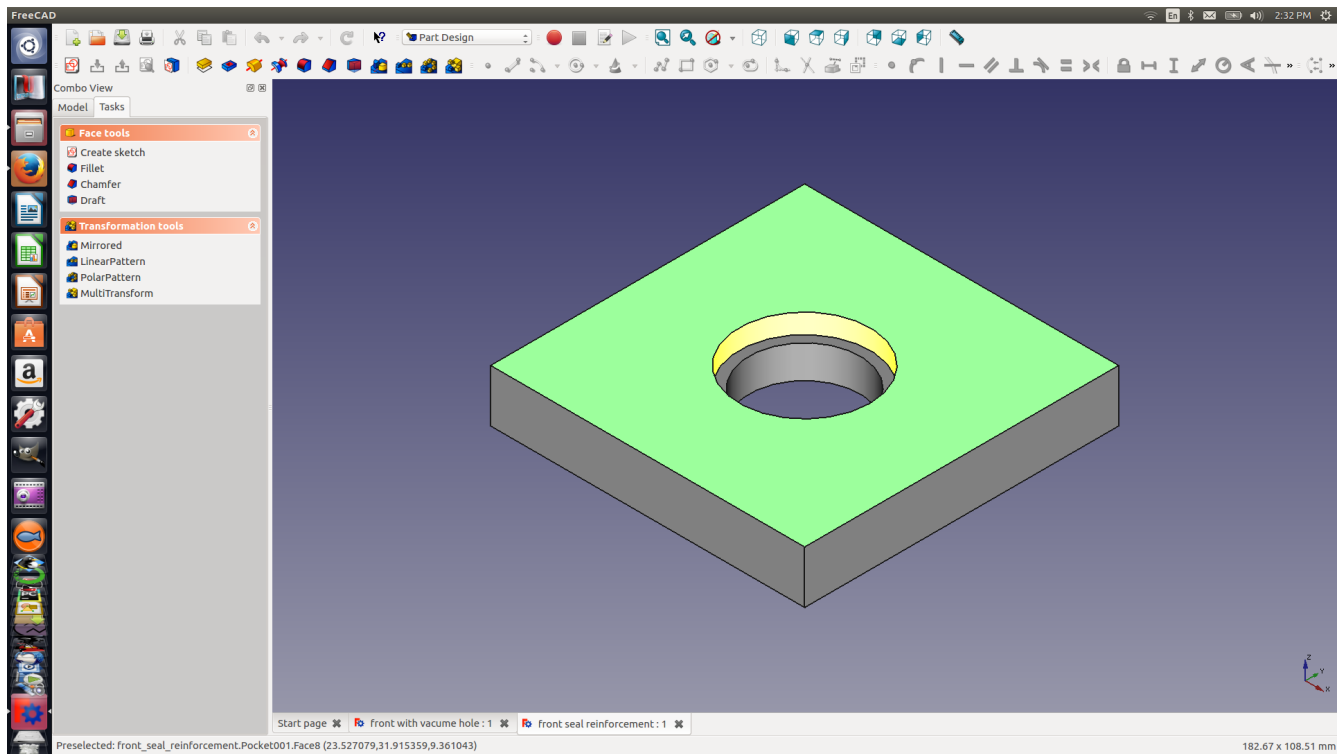 FreeCAD
En
2:32 PM
Part Design
Combo View
Model Tasks
Face tools
Create sketch
Fillet
Chamfer
Draft
Transformation tools
Mirrored
LinearPattern
PolarPattern
MultiTransform
Z
Y
X
Start page front with vacume hole : 1 front seal reinforcement : 1
Preselected: front_seal_reinforcement.Pocket001.Face8 (23.527079,31.915359,9.361043)
182.67 x 108.51 mm